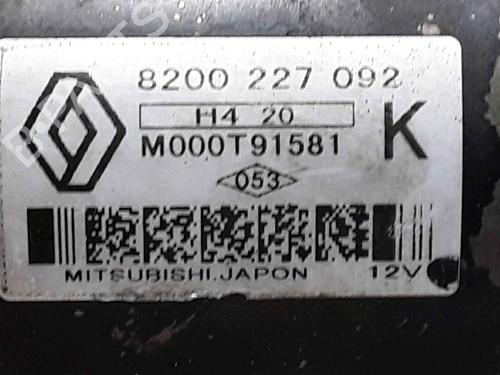 8200 227 092
H4 20
M000T91581
K
053
MITSUBISHI.JAPON
12V